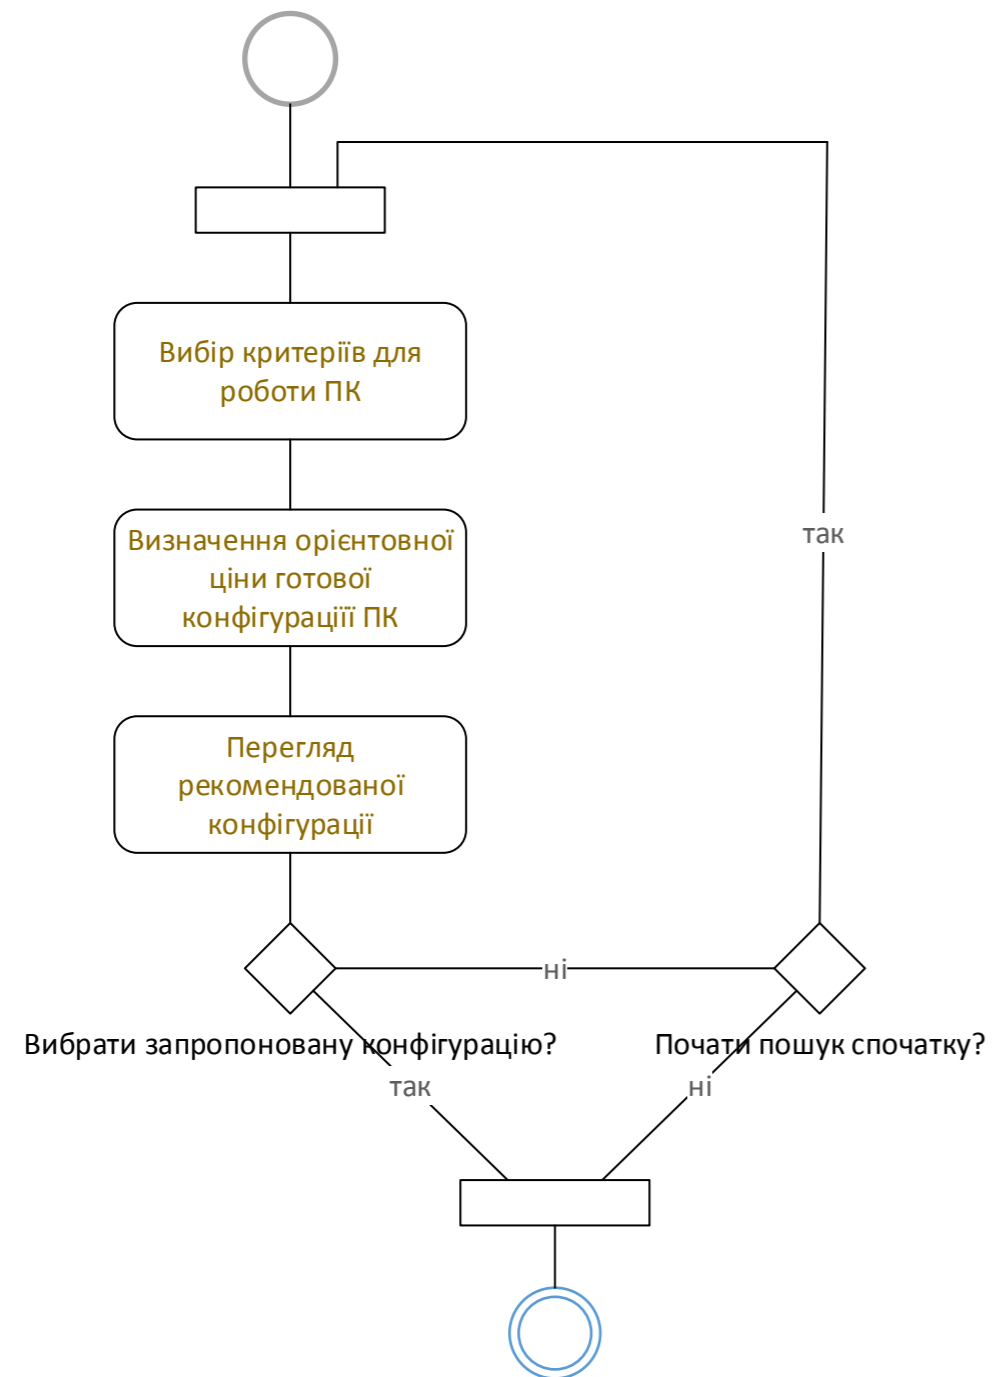 Вибір критеріїв для
роботи ПК
Визначення орієнтовної
ціни готової
конфігураціїї ПК
так
Перегляд
рекомендованої
конфігурації
ні
Вибрати запропоновану конфігурацію?
Почати пошук спочатку?
так
ні